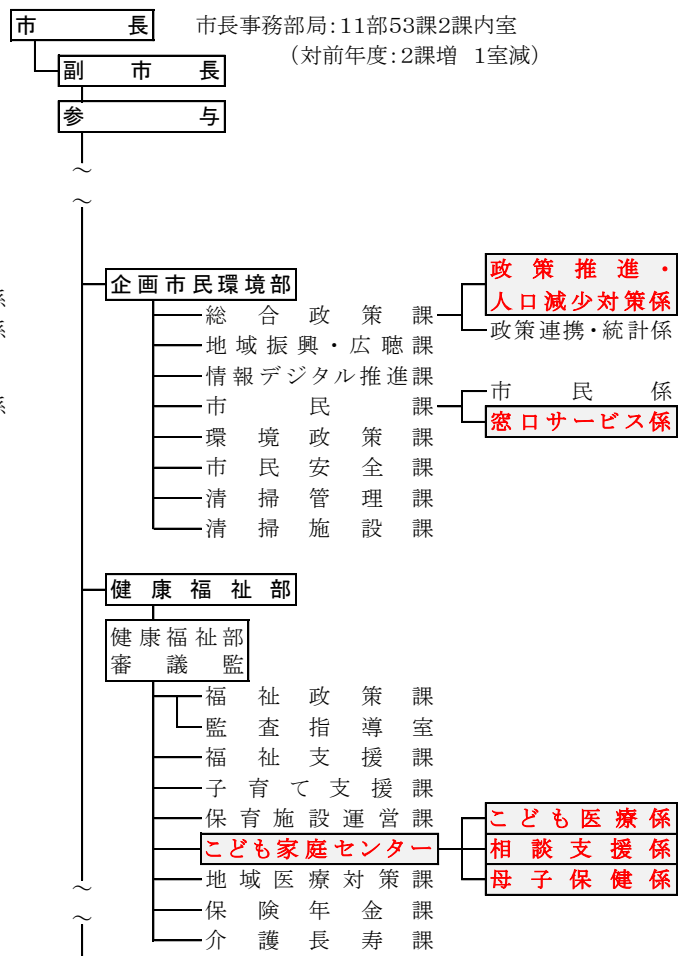 市長
市長事務部局：11部53課2課内室
（対前年度：2課増 1室減）
副市長
参与
～
～
係
係
係
企画市民環境部
総合政策課
政策推進・
人口減少対策係
政策連携・統計係
地域振興・広聴課
情報デジタル推進課
市民課
市民係
窓口サービス係
環境政策課
市民安全課
清掃管理課
清掃施設課
健康福祉部
健康福祉部
審議監
福祉政策課
監査指導室
福祉支援課
子育て支援課
保育施設運営課
こども家庭センター
こども医療係
相談支援係
母子保健係
地域医療対策課
保険年金課
介護長寿課
～
～